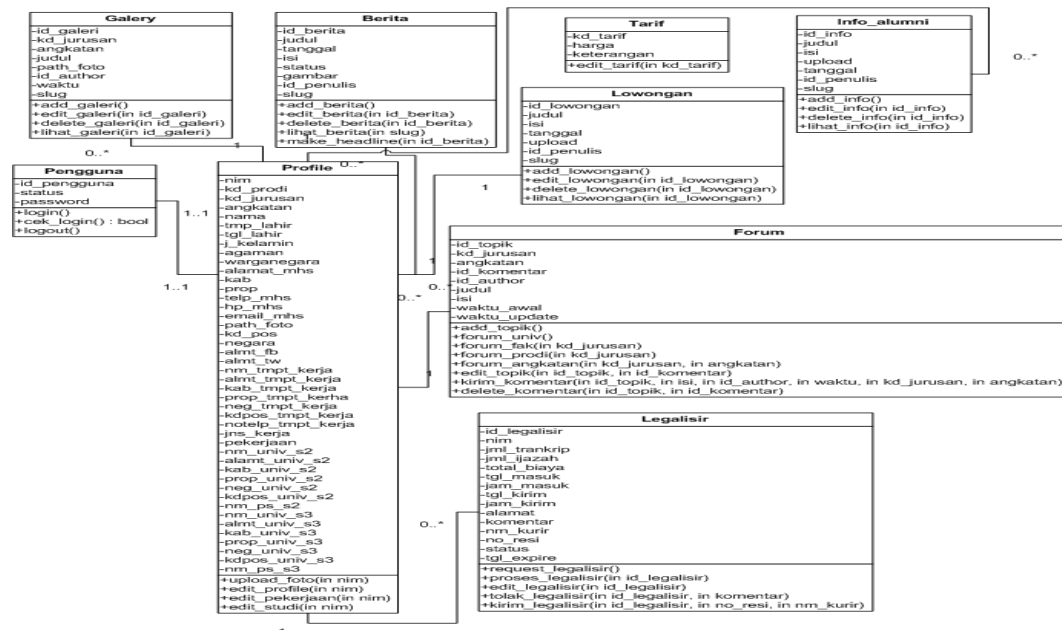 Galery
-id_galeri
-kd_jurusan
-angkatan
-judul
-path_foto
-id_author
-waktu
-slug
+add_galeri()
+edit_galeri(in id_galeri)
+delete_galeri(in id_galeri)
+lihat_galeri(in id_galeri)
Berita
-id_berita
-judul
-tanggal
-isi
-status
-gambar
-id_penulis
-slug
+add_berita()
+edit_berita(in id_berita)
+delete_berita(in id_berita)
+lihat_berita(in slug)
+make_headline(in id_berita)
Tarif
-kd_tarif
-harga
-keterangan
+edit_tarif(in kd_tarif)
Info_alumni
-id_info
-judul
-isi
-upload
-tanggal
-id_penulis
-slug
+add_info()
+edit_info(in id_info)
+delete_info(in id_info)
+lihat_info(in id_info)
0..*
Lowongan
-id_lowongan
-judul
-isi
-tanggal
-upload
-id_penulis
-slug
+add_lowongan()
+edit_lowongan(in id_lowongan)
+delete_lowongan(in id_lowongan)
+lihat_lowongan(in id_lowongan)
0..*
1
1
0..*
Pengguna
-id_pengguna
-status
-password
+login()
+cek_login() : bool
+logout()
1..1
1..1
Profile
-nim
-kd_prodi
-kd_jurusan
-angkatan
-nama
-tmp_lahir
-tgl_lahir
-j_kelamin
-agaman
-warganegara
-alamat_mhs
-kab
-prop
-telp_mhs
-hp_mhs
-email_mhs
-path_foto
-kd_pos
-negara
-almt_fb
-almt_tw
-nm_tmpt_kerja
-almt_tmpt_kerja
-kab_tmpt_kerja
-prop_tmpt_kerha
-neg_tmpt_kerja
-kdpos_tmpt_kerja
-notelp_tmpt_kerja
-jns_kerja
-pekerjaan
-nm_univ_s2
-alamt_univ_s2
-kab_univ_s2
-prop_univ_s2
-neg_univ_s2
-kdpos_univ_s2
-nm_ps_s2
-nm_univ_s3
-almt_univ_s3
-kab_univ_s3
-prop_univ_s3
-neg_univ_s3
-kdpos_univ_s3
-nm_ps_s3
+upload_foto(in nim)
+edit_profile(in nim)
+edit_pekerjaan(in nim)
+edit_studi(in nim)
1
1
0..*
0..*
1
Forum
-id_topik
-kd_jurusan
-angkatan
-id_komentar
-id_author
-judul
-isi
-waktu_awal
-waktu_update
+add_topik()
+forum_univ()
+forum_fak(in kd_jurusan)
+forum_prodi(in kd_jurusan)
+forum_angkatan(in kd_jurusan, in angkatan)
+edit_topik(in id_topik, in id_komentar)
+kirim_komentar(in id_topik, in isi, in id_author, in waktu, in kd_jurusan, in angkatan)
+delete_komentar(in id_topik, in id_komentar)
Legalisir
-id_legalisir
-nim
-jml_trankrip
-jml_ijazah
-total_biaya
-tgl_masuk
-jam_masuk
-tgl_kirim
-jam_kirim
-alamat
-komentar
-nm_kurir
-no_resi
-status
-tgl_expire
+request_legalisir()
+proses_legalisir(in id_legalisir)
+edit_legalisir(in id_legalisir)
+tolak_legalisir(in id_legalisir, in komentar)
+kirim_legalisir(in id_legalisir, in no_resi, in nm_kurir)
0..*